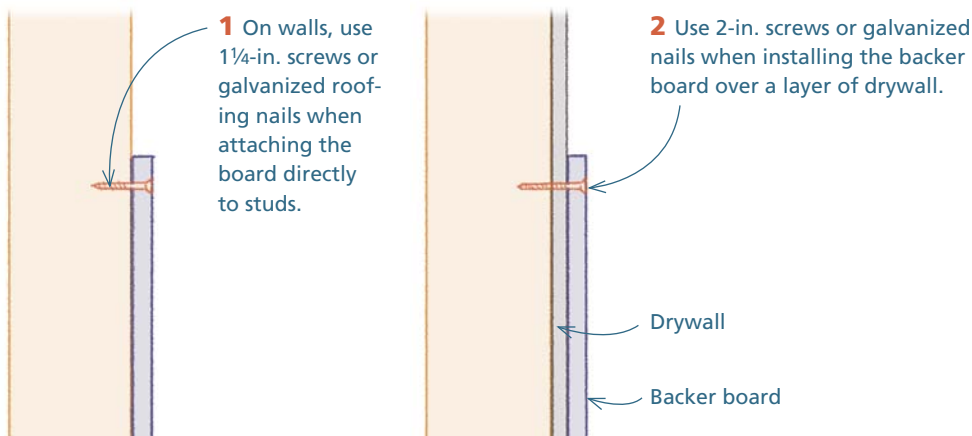 1 On walls, use
1¼-in. screws or
galvanized roof-
ing nails when
attaching the
board directly
to studs.
2 Use 2-in. screws or galvanized
nails when installing the backer
board over a layer of drywall.
Drywall
Backer board